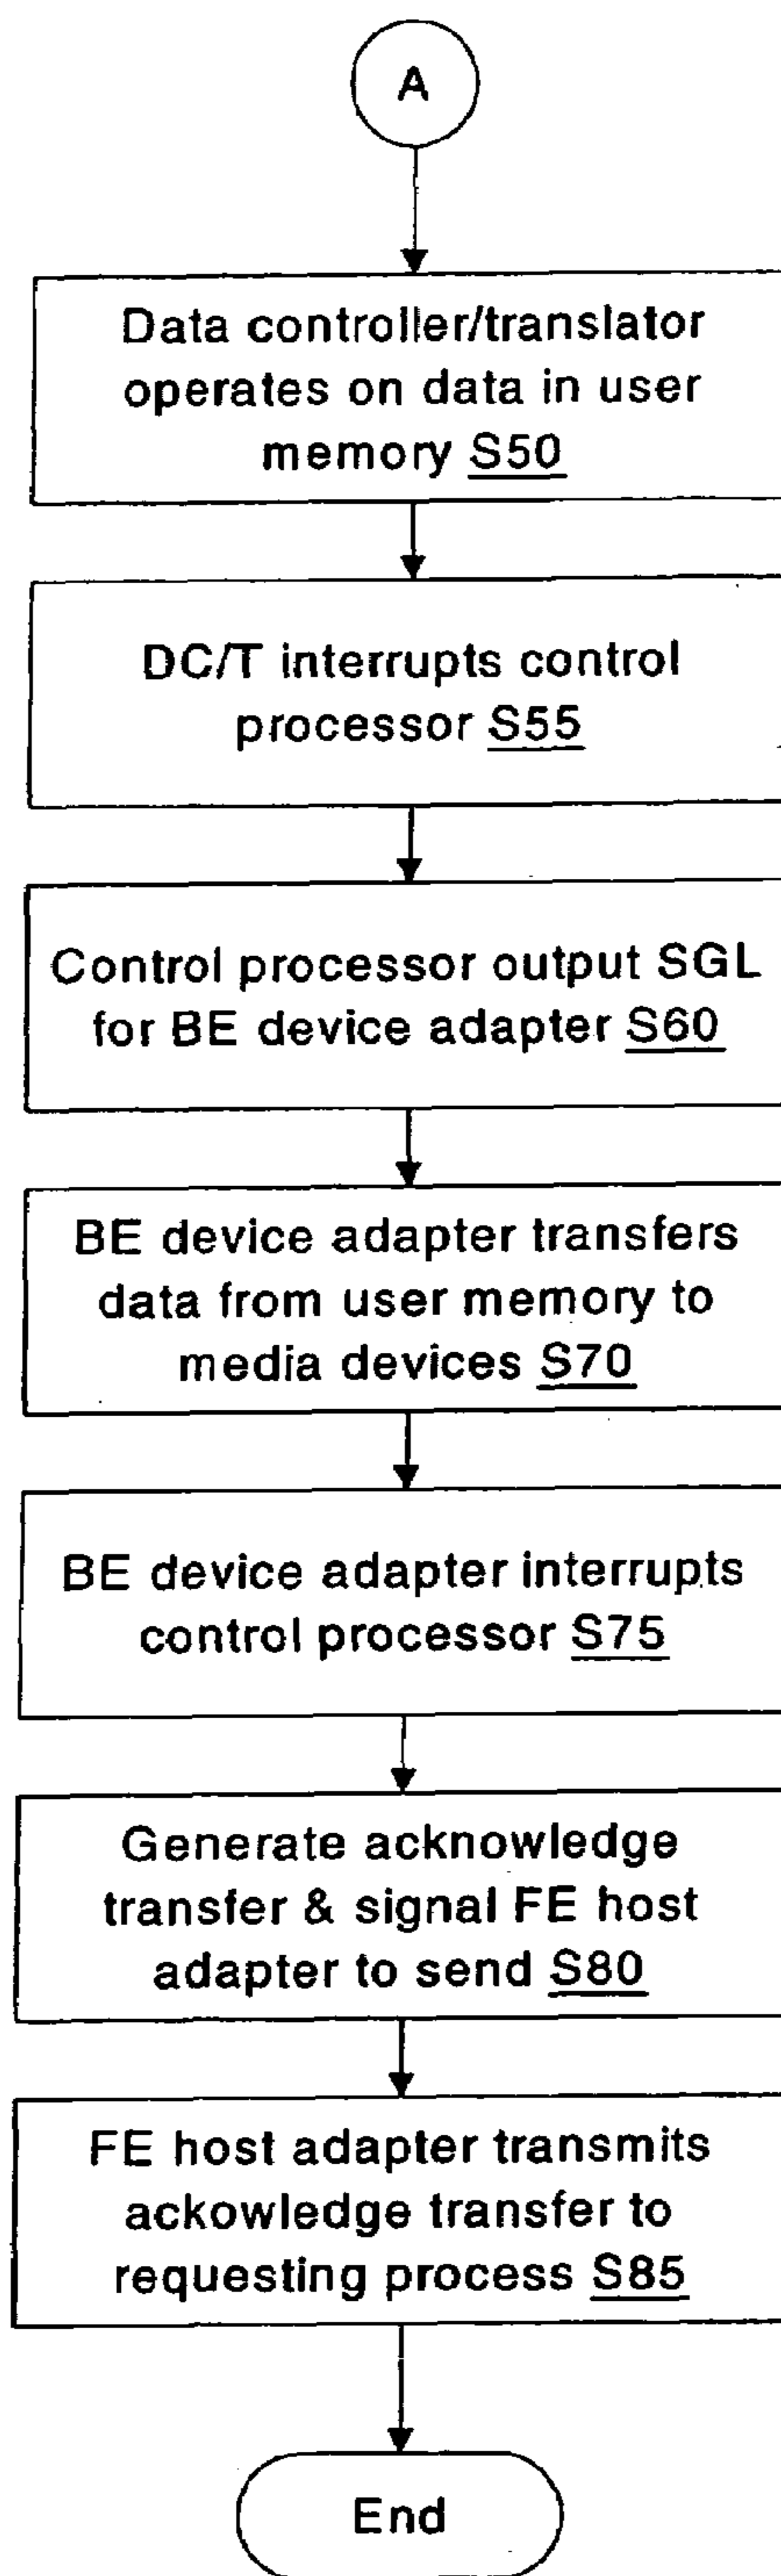 A
Data controller/translator
operates on data in user
memory S50
DC/T interrupts control
processor S55
Control processor output SGL
for BE device adapter S60
BE device adapter transfers
data from user memory to
media devices S70
BE device adapter interrupts
control processor S75
Generate acknowledge
transfer & signal FE host
adapter to send S80
FE host adapter transmits
ackowledge transfer to
requesting process S85
End